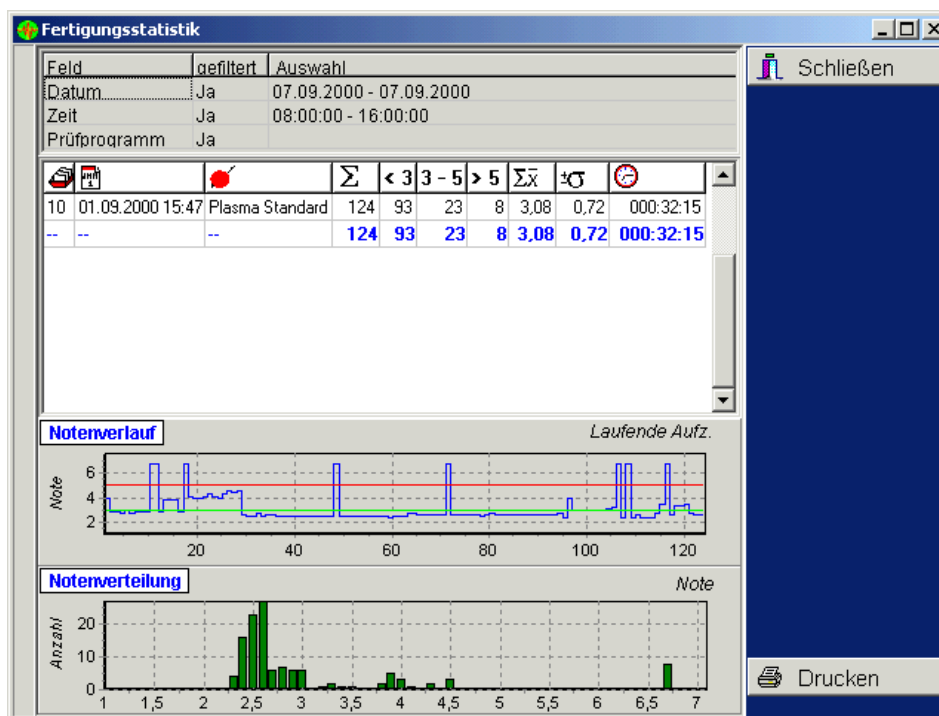 Fertigungsstatistik
Feld gefiltert Auswahl
Datum Ja 07.09.2000 - 07.09.2000
Zeit Ja 08:00:00 - 16:00:00
Prüfprogramm Ja
Schließen
Σ < 3 3 - 5 > 5 Σx̄ ±σ
10 01.09.2000 15:47 Plasma Standard 124 93 23 8 3,08 0,72 000:32:15
-- -- -- 124 93 23 8 3,08 0,72 000:32:15
Notenverlauf Laufende Aufz.
Note
6
4
2
20 40 60 80 100 120
Notenverteilung Note
Anzahl
20
10
0
1 1,5 2 2,5 3 3,5 4 4,5 5 5,5 6 6,5 7
Drucken